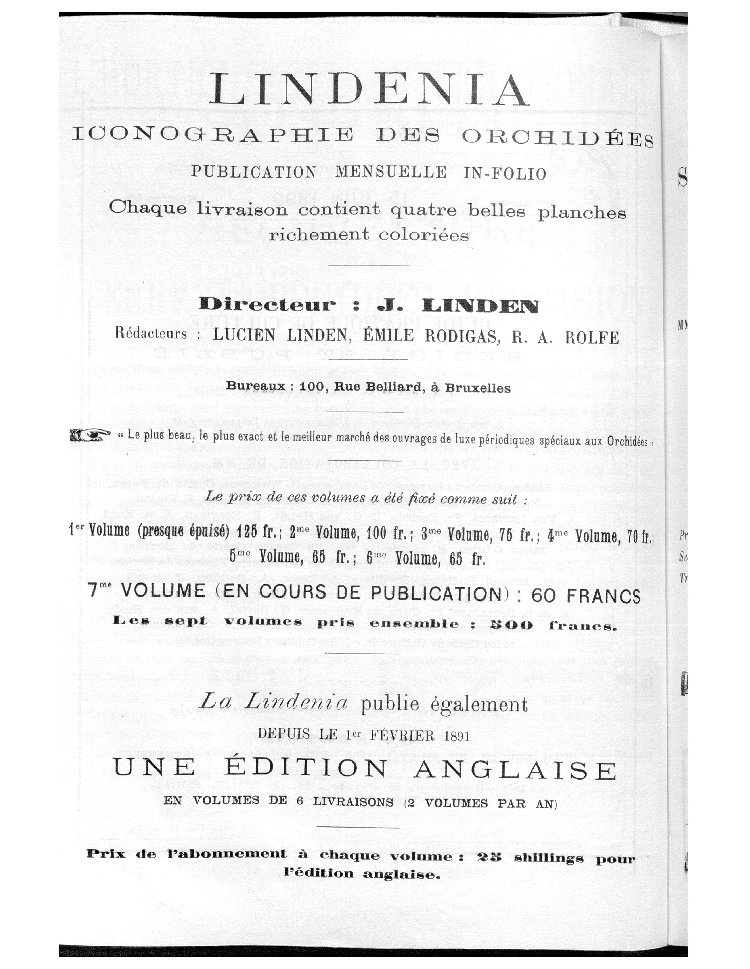 LINDENIA
ICONOGRAPHIE DES ORCHIDÉES
PUBLICATION MENSUELLE IN-FOLIO
Chaque livraison contient quatre belles planches
richement coloriées
Directeur : J. LINDEN
Rédacteurs : LUCIEN LINDEN, ÉMILE RODIGAS, R. A. ROLFE
Bureaux : 100, Rue Belliard, à Bruxelles
☛ « Le plus beau, le plus exact et le meilleur marché des ouvrages de luxe périodiques spéciaux aux Orchidées »
Le prix de ces volumes a été fixé comme suit :
1er Volume (presque épuisé) 125 fr.; 2me Volume, 100 fr.; 3me Volume, 75 fr.; 4me Volume, 70 fr.
5me Volume, 65 fr.; 6me Volume, 65 fr.
7me VOLUME (EN COURS DE PUBLICATION) : 60 FRANCS
Les sept volumes pris ensemble : 500 francs.
La Lindenia publie également
DEPUIS LE 1er FÉVRIER 1891
UNE ÉDITION ANGLAISE
EN VOLUMES DE 6 LIVRAISONS (2 VOLUMES PAR AN)
Prix de l'abonnement à chaque volume : 25 shillings pour
l'édition anglaise.